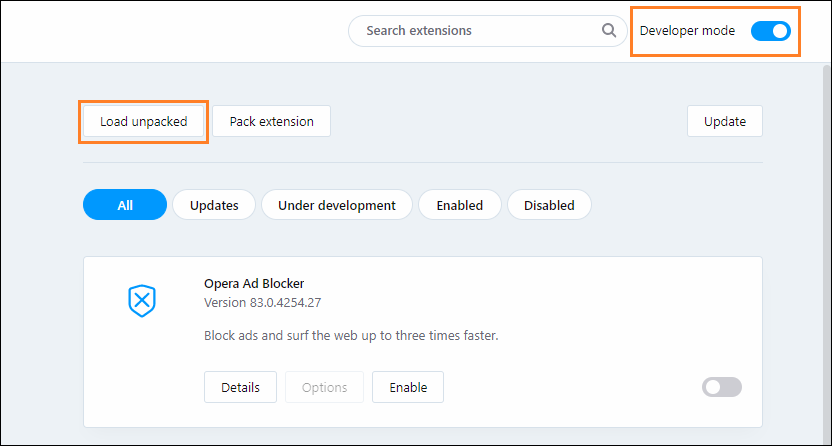 Search extensions
Developer mode
Load unpacked
Pack extension
Update
All
Updates
Under development
Enabled
Disabled
Opera Ad Blocker
Version 83.0.4254.27
Block ads and surf the web up to three times faster.
Details
Options
Enable